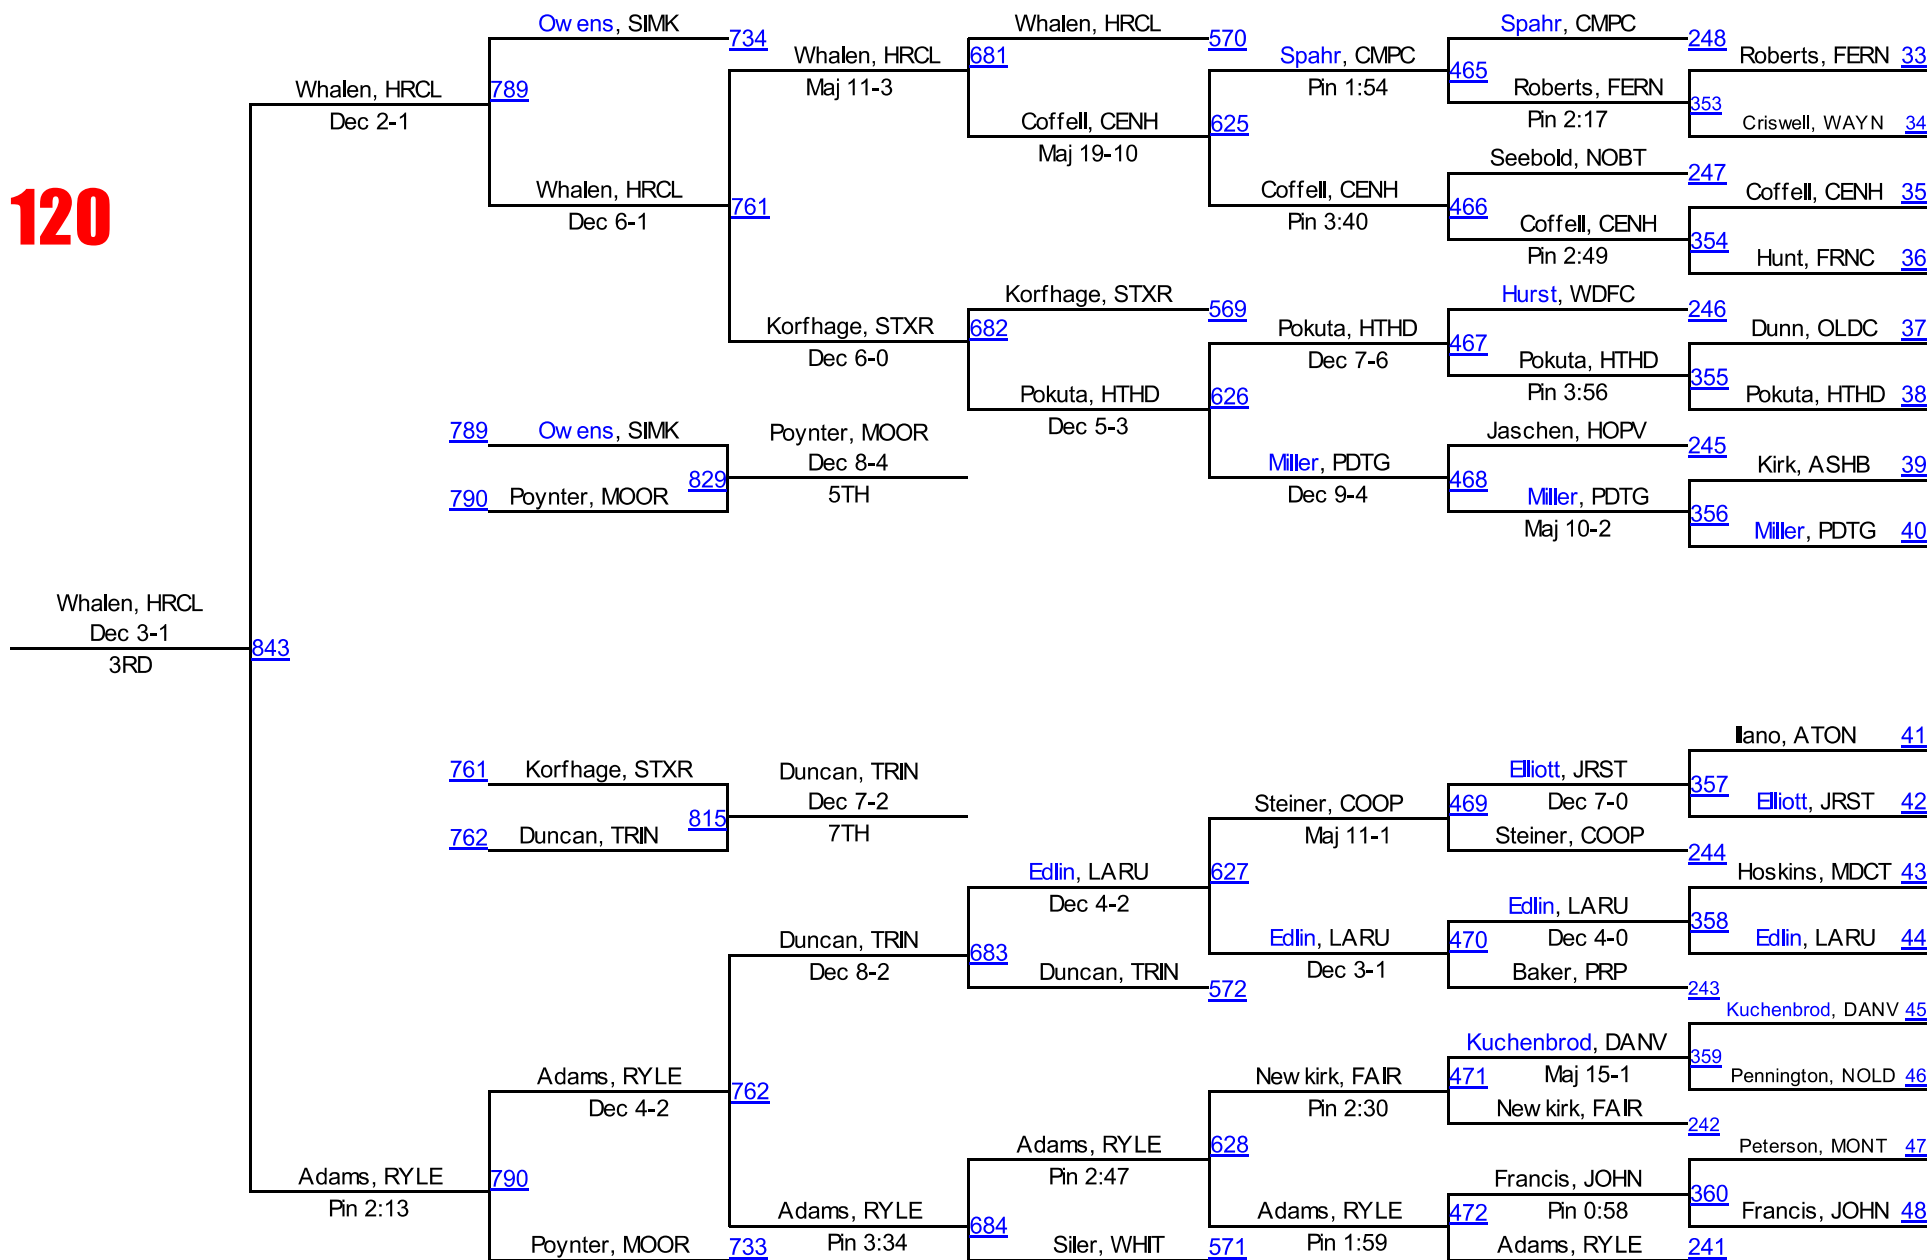 Owens, SIMK
734
Whalen, HRCL
570
Spahr, CMPC
248
Roberts, FERN 33
Whalen, HRCL
681
Spahr, CMPC
465
Maj 11-3
Pin 1:54
Roberts, FERN
353
Whalen, HRCL
789
Dec 2-1
Pin 2:17
Criswell, WAYN 34
Coffell, CENH
625
Maj 19-10
Seebold, NOBT
247
120
Whalen, HRCL
761
Dec 6-1
Coffell, CENH
466
Pin 3:40
Coffell, CENH 35
Coffell, CENH
354
Pin 2:49
Hunt, FRNC 36
Korfhage, STXR
569
Hurst, WDFC
246
Korfhage, STXR
682
Dec 6-0
Pokuta, HTHD
467
Dec 7-6
Dunn, OLDC 37
Pokuta, HTHD
355
Pin 3:56
Pokuta, HTHD 38
Pokuta, HTHD
626
Dec 5-3
789 Owens, SIMK
Poynter, MOOR
Dec 8-4
829
5TH
790 Poynter, MOOR
Jaschen, HOPV
245
Miller, PDTG
468
Dec 9-4
Kirk, ASHB 39
Miller, PDTG
356
Maj 10-2
Miller, PDTG 40
Whalen, HRCL
Dec 3-1
843
3RD
Ilano, ATON 41
761 Korfhage, STXR
Duncan, TRIN
Dec 7-2
815
7TH
762 Duncan, TRIN
Elliott, JRST
357
Dec 7-0
Elliott, JRST 42
Steiner, COOP
469
Maj 11-1
Steiner, COOP
244
Edlin, LARU
627
Dec 4-2
Hoskins, MDCT 43
Edlin, LARU
358
Dec 4-0
Edlin, LARU 44
Duncan, TRIN
683
Dec 8-2
Edlin, LARU
470
Dec 3-1
Baker, PRP
243
Duncan, TRIN
572
Kuchenbrod, DANV 45
Kuchenbrod, DANV
359
Maj 15-1
Pennington, NOLD 46
Adams, RYLE
762
Dec 4-2
Newkirk, FAIR
471
Pin 2:30
Newkirk, FAIR
242
Adams, RYLE
628
Pin 2:47
Peterson, MONT 47
Adams, RYLE
790
Pin 2:13
Francis, JOHN
360
Pin 0:58
Francis, JOHN 48
Adams, RYLE
684
Pin 3:34
Adams, RYLE
472
Pin 1:59
Poynter, MOOR
733
Siler, WHIT
571
Adams, RYLE
241